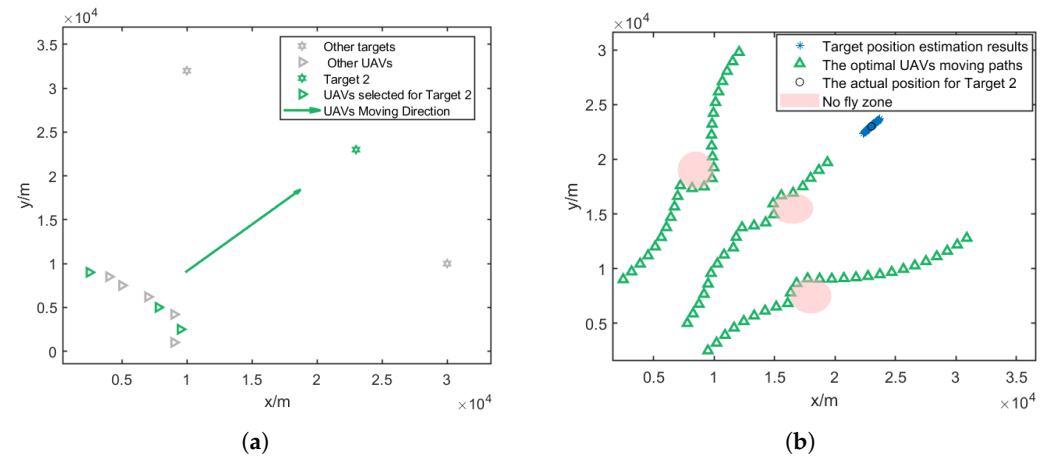 ×10⁴
3.5
3
2.5
2
1.5
1
0.5
0
y/m
Other targets
Other UAVs
Target 2
UAVs selected for Target 2
UAVs Moving Direction
0.5 1 1.5 2 2.5 3
x/m
×10⁴
(a)
×10⁴
3
2.5
2
1.5
1
0.5
y/m
Target position estimation results
The optimal UAVs moving paths
The actual position for Target 2
No fly zone
0.5 1 1.5 2 2.5 3 3.5
x/m
×10⁴
(b)